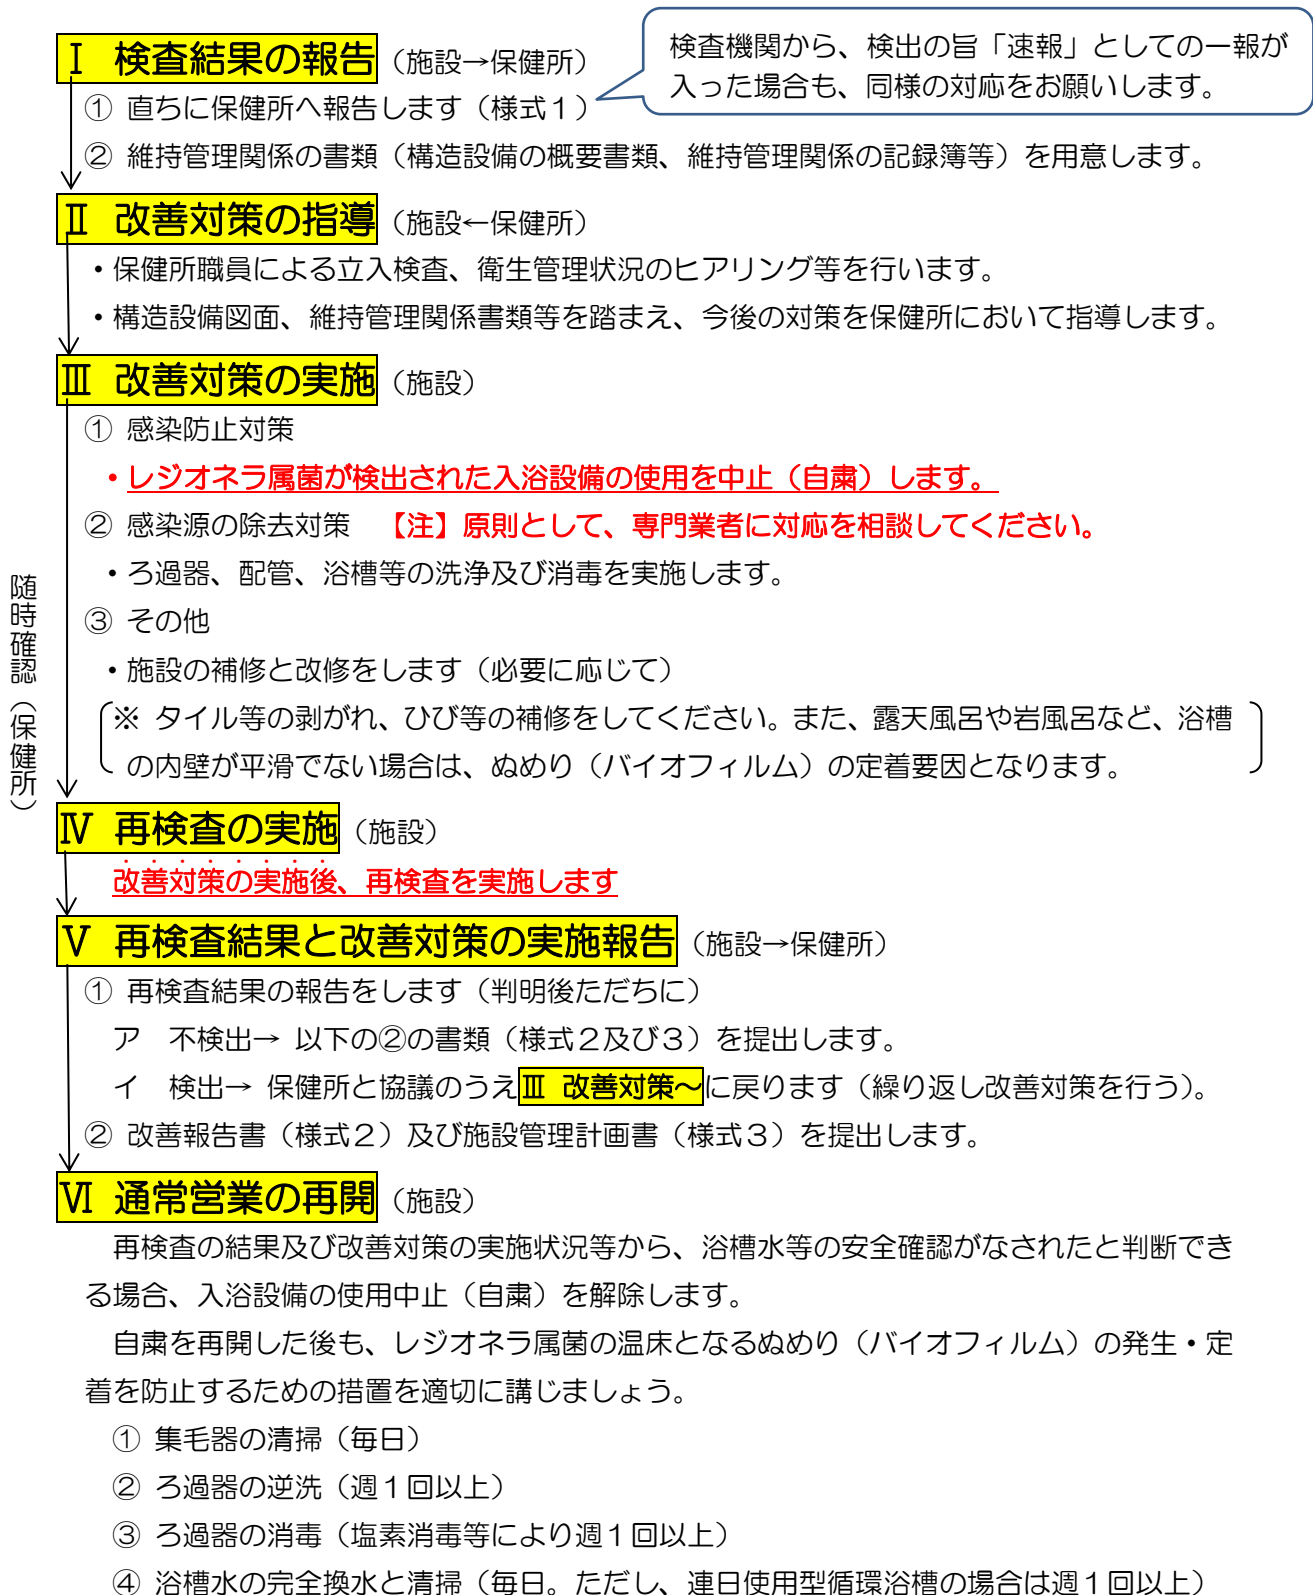 Ⅰ 検査結果の報告（施設→保健所）
検査機関から、検出の旨「速報」としての一報が
入った場合も、同様の対応をお願いします。
① 直ちに保健所へ報告します（様式１）
② 維持管理関係の書類（構造設備の概要書類、維持管理関係の記録簿等）を用意します。
Ⅱ 改善対策の指導（施設←保健所）
・保健所職員による立入検査、衛生管理状況のヒアリング等を行います。
・構造設備図面、維持管理関係書類等を踏まえ、今後の対策を保健所において指導します。
Ⅲ 改善対策の実施（施設）
① 感染防止対策
・レジオネラ属菌が検出された入浴設備の使用を中止（自粛）します。
② 感染源の除去対策 【注】原則として、専門業者に対応を相談してください。
・ろ過器、配管、浴槽等の洗浄及び消毒を実施します。
③ その他
・施設の補修と改修をします（必要に応じて）
※ タイル等の剥がれ、ひび等の補修をしてください。また、露天風呂や岩風呂など、浴槽
の内壁が平滑でない場合は、ぬめり（バイオフィルム）の定着要因となります。
随時確認（保健所）
Ⅳ 再検査の実施（施設）
改善対策の実施後、再検査を実施します
Ⅴ 再検査結果と改善対策の実施報告（施設→保健所）
① 再検査結果の報告をします（判明後ただちに）
ア 不検出→ 以下の②の書類（様式２及び３）を提出します。
イ 検出→ 保健所と協議のうえⅢ 改善対策～に戻ります（繰り返し改善対策を行う）。
② 改善報告書（様式２）及び施設管理計画書（様式３）を提出します。
Ⅵ 通常営業の再開（施設）
再検査の結果及び改善対策の実施状況等から、浴槽水等の安全確認がなされたと判断でき
る場合、入浴設備の使用中止（自粛）を解除します。
自粛を再開した後も、レジオネラ属菌の温床となるぬめり（バイオフィルム）の発生・定
着を防止するための措置を適切に講じましょう。
① 集毛器の清掃（毎日）
② ろ過器の逆洗（週１回以上）
③ ろ過器の消毒（塩素消毒等により週１回以上）
④ 浴槽水の完全換水と清掃（毎日。ただし、連日使用型循環浴槽の場合は週１回以上）